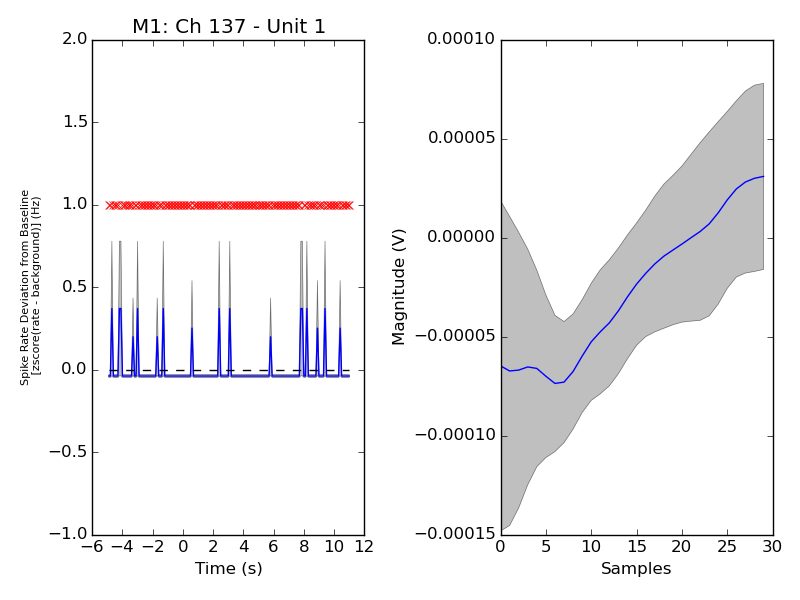 M1: Ch 137 - Unit 1
2.0
1.5
1.0
0.5
0.0
−0.5
−1.0
−6 −4 −2 0 2 4 6 8 10 12
Time (s)
Spike Rate Deviation from Baseline
[zscore(rate - background)] (Hz)
0.00010
0.00005
0.00000
−0.00005
−0.00010
−0.00015
0 5 10 15 20 25 30
Samples
Magnitude (V)